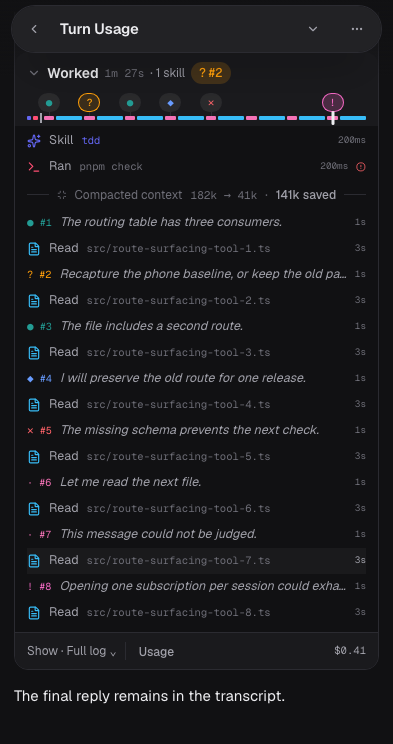 Turn Usage
Worked 1m 27s · 1 skill ? #2
?
!
Skill tdd 200ms
Ran pnpm check 200ms
Compacted context 182k → 41k · 141k saved
#1 The routing table has three consumers. 1s
Read src/route-surfacing-tool-1.ts 3s
? #2 Recapture the phone baseline, or keep the old pa… 1s
Read src/route-surfacing-tool-2.ts 3s
#3 The file includes a second route. 1s
Read src/route-surfacing-tool-3.ts 3s
#4 I will preserve the old route for one release. 1s
Read src/route-surfacing-tool-4.ts 3s
× #5 The missing schema prevents the next check. 1s
Read src/route-surfacing-tool-5.ts 3s
· #6 Let me read the next file. 1s
Read src/route-surfacing-tool-6.ts 3s
· #7 This message could not be judged. 1s
Read src/route-surfacing-tool-7.ts 3s
! #8 Opening one subscription per session could exha… 1s
Read src/route-surfacing-tool-8.ts 3s
Show · Full log Usage $0.41
The final reply remains in the transcript.